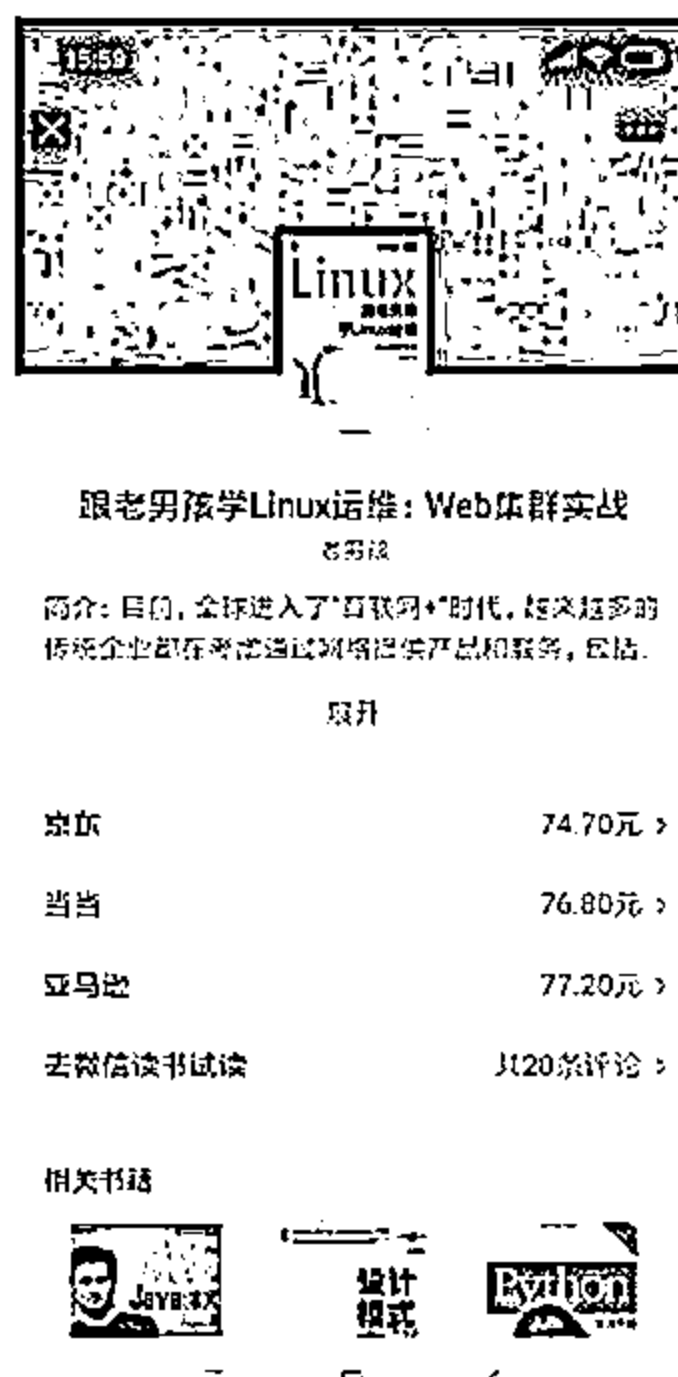 15:59
Linux
跟老男孩学Linux运维：Web集群实战
老男孩
简介：目前，全球进入了"互联网+"时代，越来越多的
传统企业都在考虑通过网络提供产品和服务，包括
展开
京东 74.70元 >
当当 76.80元 >
亚马逊 77.20元 >
去微信读书试读 共20条评论 >
相关书籍
设计
模式
Python